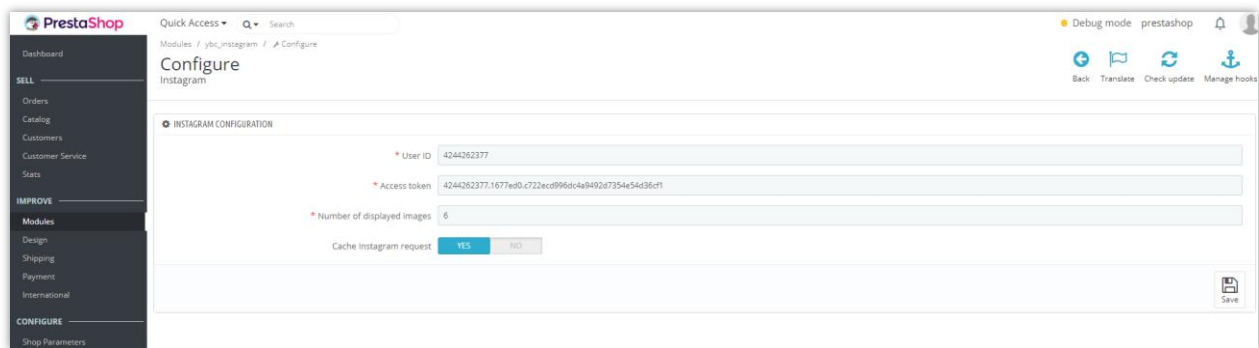 PrestaShop
Quick Access
Search
Debug mode prestashop
Modules / ybc_instagram / Configure
Configure
Instagram
Back Translate Check update Manage hooks
Dashboard
SELL
Orders
Catalog
Customers
Customer Service
Stats
IMPROVE
Modules
Design
Shipping
Payment
International
CONFIGURE
Shop Parameters
INSTAGRAM CONFIGURATION
* User ID 4244262377
* Access token 4244262377.1677ed0.c722ecd996dc4a9492d7354e54d36cf1
* Number of displayed images 6
Cache Instagram request YES NO
Save